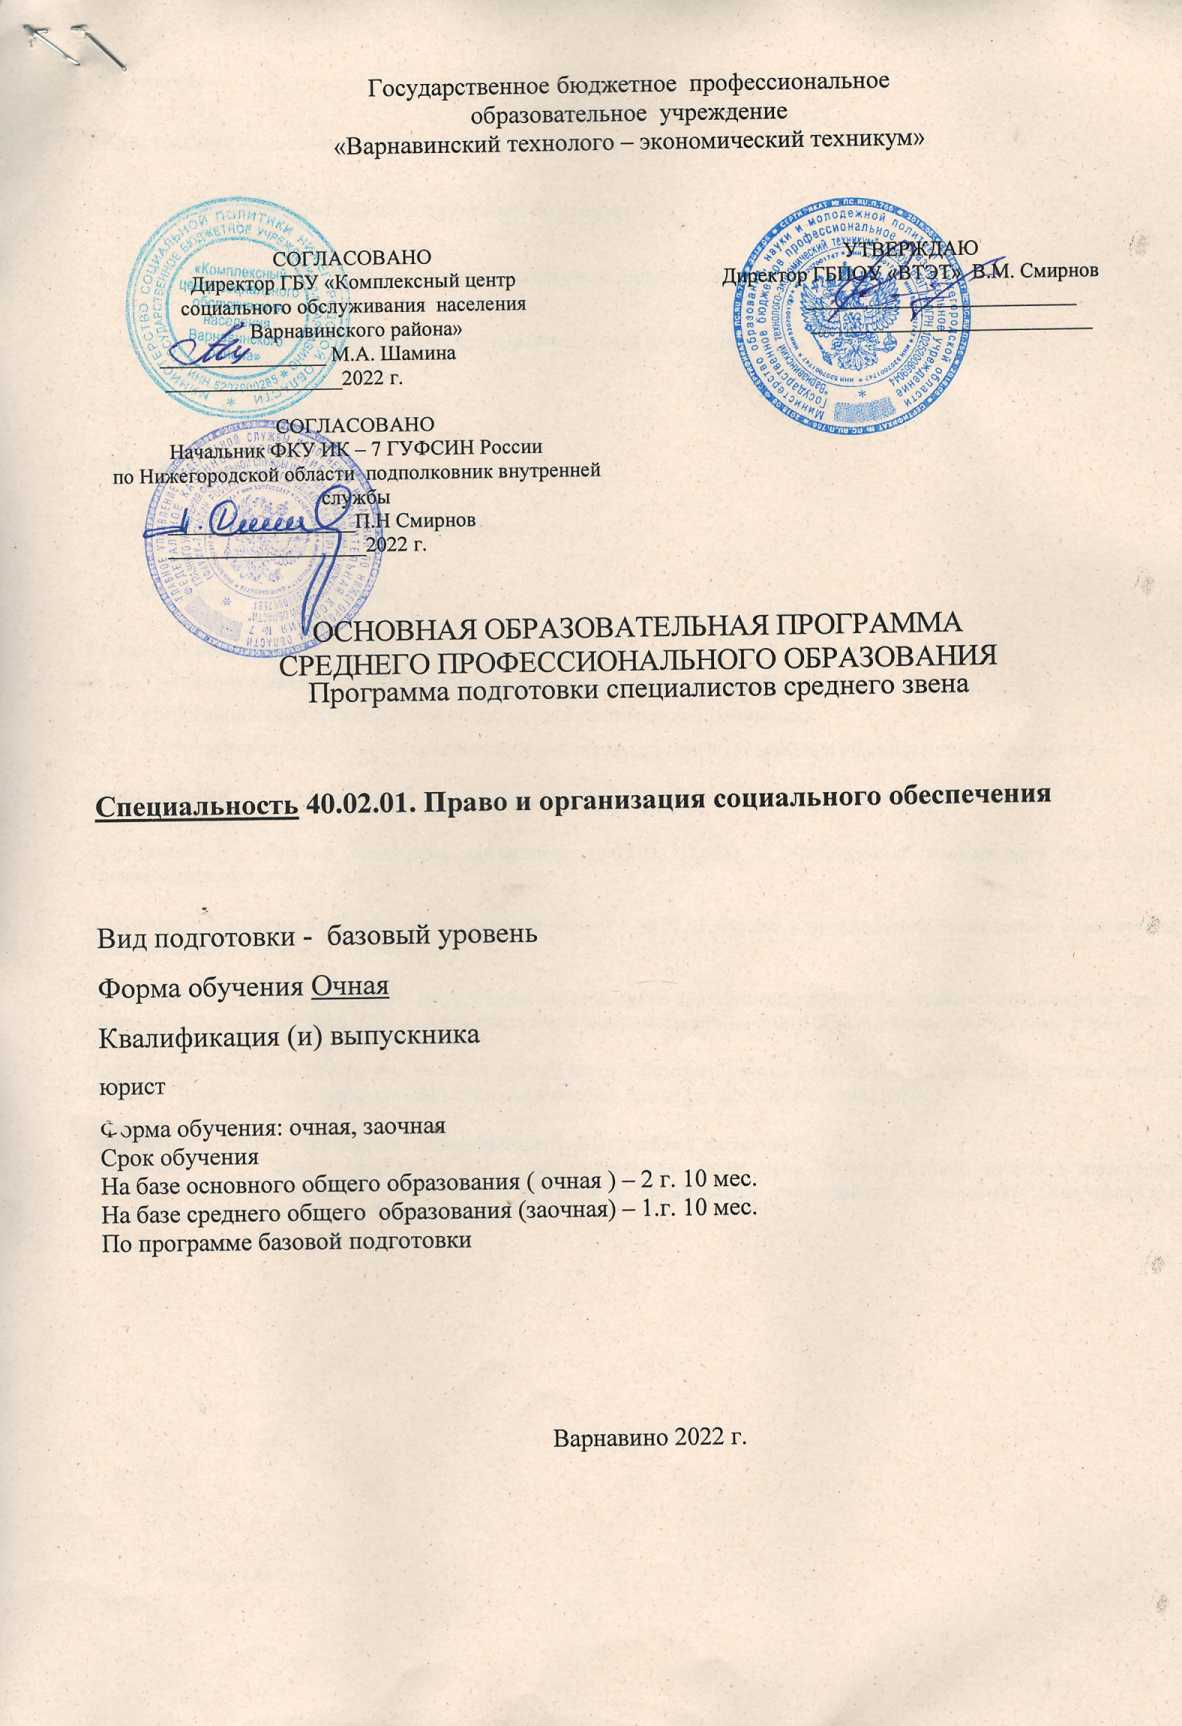 Государственное бюджетное профессиональное
образовательное учреждение
«Варнавинский технолого – экономический техникум»
СОГЛАСОВАНО
Директор ГБУ «Комплексный центр
социального обслуживания населения
Варнавинского района»
М.А. Шамина
2022 г.
УТВЕРЖДАЮ
Директор ГБПОУ «ВТЭТ» В.М. Смирнов
СОГЛАСОВАНО
Начальник ФКУ ИК – 7 ГУФСИН России
по Нижегородской области подполковник внутренней
службы
П.Н Смирнов
2022 г.
ОСНОВНАЯ ОБРАЗОВАТЕЛЬНАЯ ПРОГРАММА
СРЕДНЕГО ПРОФЕССИОНАЛЬНОГО ОБРАЗОВАНИЯ
Программа подготовки специалистов среднего звена
Специальность 40.02.01. Право и организация социального обеспечения
Вид подготовки - базовый уровень
Форма обучения Очная
Квалификация (и) выпускника
юрист
Форма обучения: очная, заочная
Срок обучения
На базе основного общего образования ( очная ) – 2 г. 10 мес.
На базе среднего общего образования (заочная) – 1.г. 10 мес.
По программе базовой подготовки
Варнавино 2022 г.